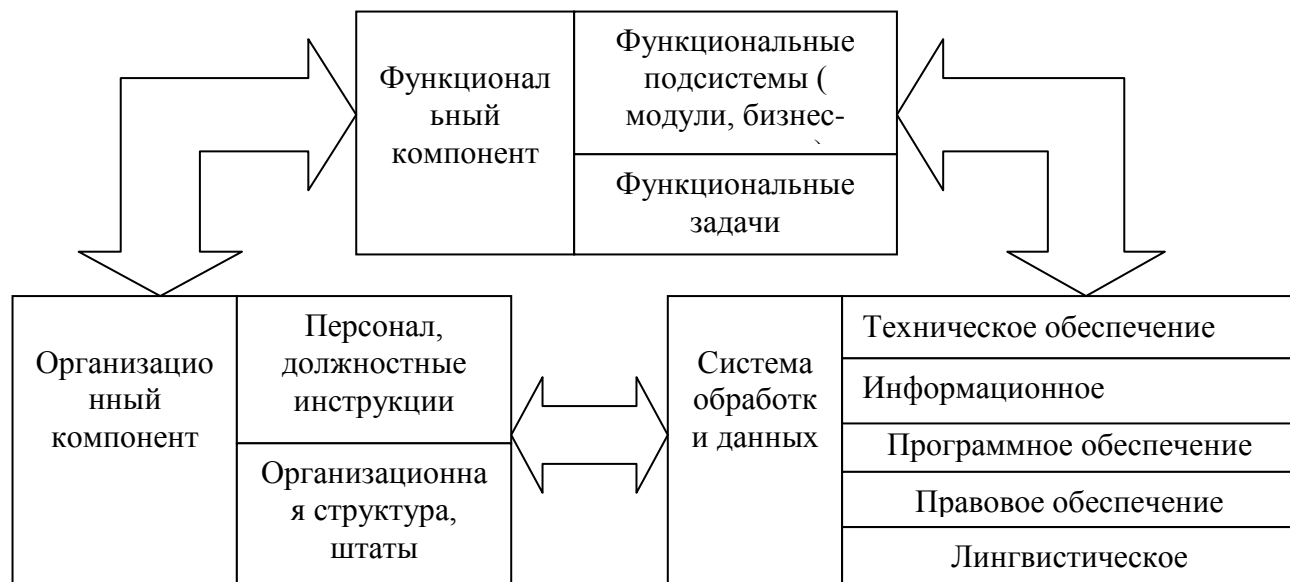 Функционал
ьный
компонент
Функциональные
подсистемы (
модули, бизнес-
Функциональные
задачи
Организацио
нный
компонент
Персонал,
должностные
инструкции
Организационна
я структура,
штаты
Система
обработк
и данных
Техническое обеспечение
Информационное
Программное обеспечение
Правовое обеспечение
Лингвистическое